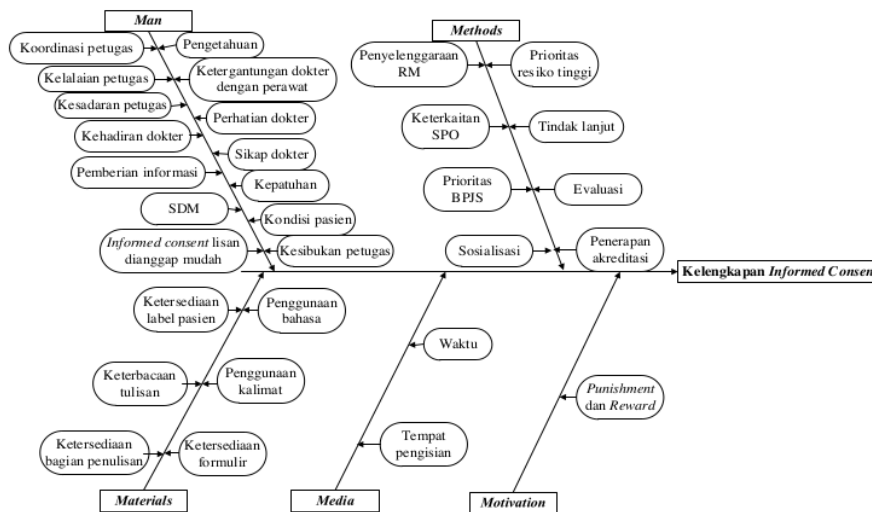 Man
Koordinasi petugas
Pengetahuan
Kelalaian petugas
Ketergantungan dokter
dengan perawat
Kesadaran petugas
Perhatian dokter
Kehadiran dokter
Sikap dokter
Pemberian informasi
Kepatuhan
SDM
Kondisi pasien
Informed consent lisan
dianggap mudah
Kesibukan petugas
Methods
Penyelenggaraan
RM
Prioritas
resiko tinggi
Keterkaitan
SPO
Tindak lanjut
Prioritas
BPJS
Evaluasi
Sosialisasi
Penerapan
akreditasi
Kelengkapan Informed Consen
Ketersediaan
label pasien
Penggunaan
bahasa
Keterbacaan
tulisan
Penggunaan
kalimat
Ketersediaan
bagian penulisan
Ketersediaan
formulir
Materials
Waktu
Tempat
pengisian
Media
Punishment
dan Reward
Motivation